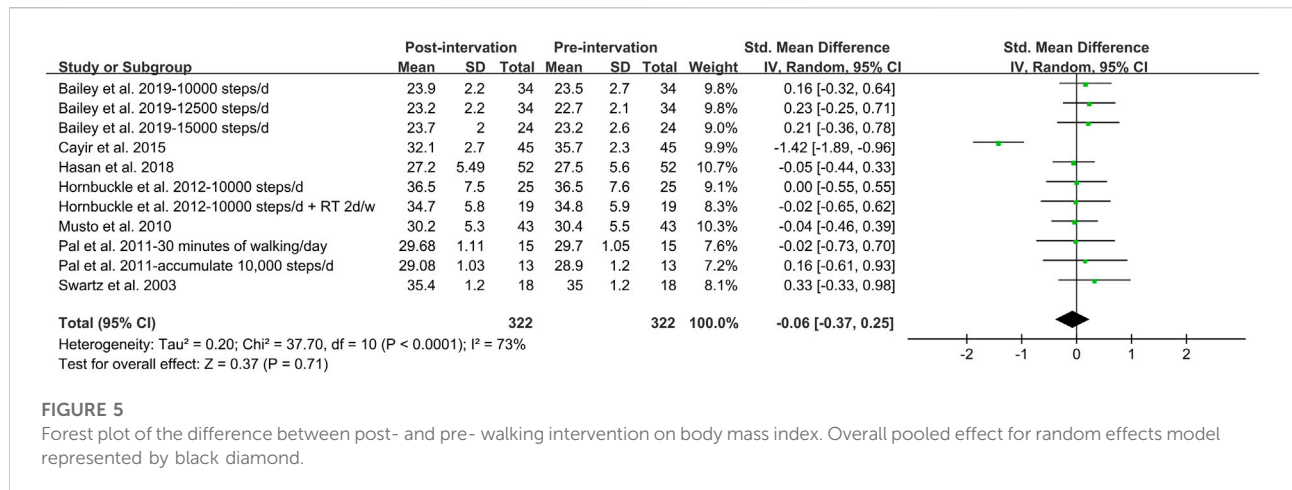 Post-intervation Pre-intervation Std. Mean Difference Std. Mean Difference
Study or Subgroup Mean SD Total Mean SD Total Weight IV, Random, 95% CI IV, Random, 95% CI
Bailey et al. 2019-10000 steps/d 23.9 2.2 34 23.5 2.7 34 9.8% 0.16 [-0.32, 0.64]
Bailey et al. 2019-12500 steps/d 23.2 2.2 34 22.7 2.1 34 9.8% 0.23 [-0.25, 0.71]
Bailey et al. 2019-15000 steps/d 23.7 2 24 23.2 2.6 24 9.0% 0.21 [-0.36, 0.78]
Cayir et al. 2015 32.1 2.7 45 35.7 2.3 45 9.9% -1.42 [-1.89, -0.96]
Hasan et al. 2018 27.2 5.49 52 27.5 5.6 52 10.7% -0.05 [-0.44, 0.33]
Hornbuckle et al. 2012-10000 steps/d 36.5 7.5 25 36.5 7.6 25 9.1% 0.00 [-0.55, 0.55]
Hornbuckle et al. 2012-10000 steps/d + RT 2d/w 34.7 5.8 19 34.8 5.9 19 8.3% -0.02 [-0.65, 0.62]
Musto et al. 2010 30.2 5.3 43 30.4 5.5 43 10.3% -0.04 [-0.46, 0.39]
Pal et al. 2011-30 minutes of walking/day 29.68 1.11 15 29.7 1.05 15 7.6% -0.02 [-0.73, 0.70]
Pal et al. 2011-accumulate 10,000 steps/d 29.08 1.03 13 28.9 1.2 13 7.2% 0.16 [-0.61, 0.93]
Swartz et al. 2003 35.4 1.2 18 35 1.2 18 8.1% 0.33 [-0.33, 0.98]
Total (95% CI) 322 322 100.0% -0.06 [-0.37, 0.25]
Heterogeneity: Tau² = 0.20; Chi² = 37.70, df = 10 (P < 0.0001); I² = 73%
Test for overall effect: Z = 0.37 (P = 0.71)
-2 -1 0 1 2
FIGURE 5
Forest plot of the difference between post- and pre- walking intervention on body mass index. Overall pooled effect for random effects model
represented by black diamond.